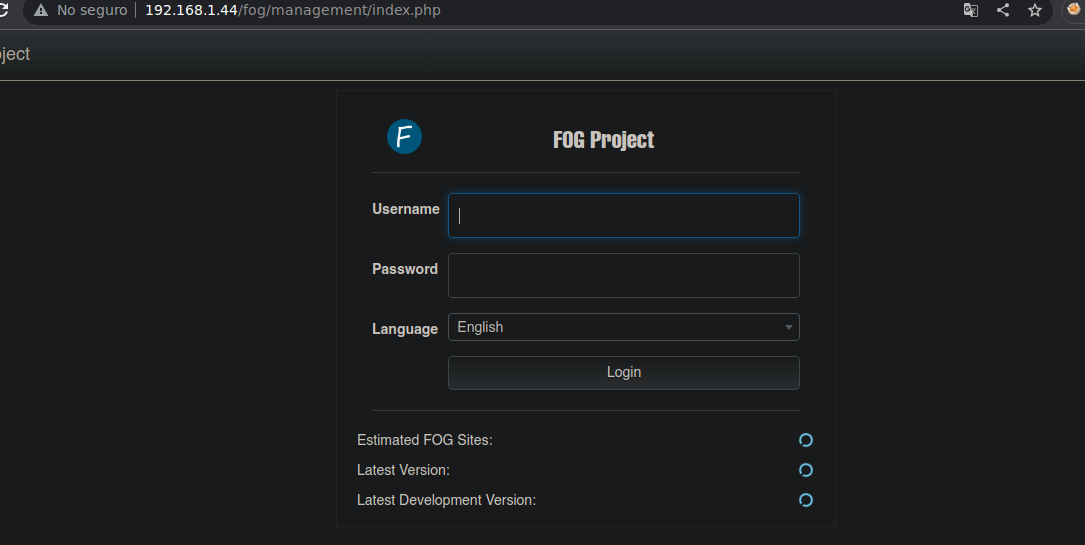 No seguro 192.168.1.44/fog/management/index.php
ject
F FOG Project
Username
Password
Language English
Login
Estimated FOG Sites:
Latest Version:
Latest Development Version: